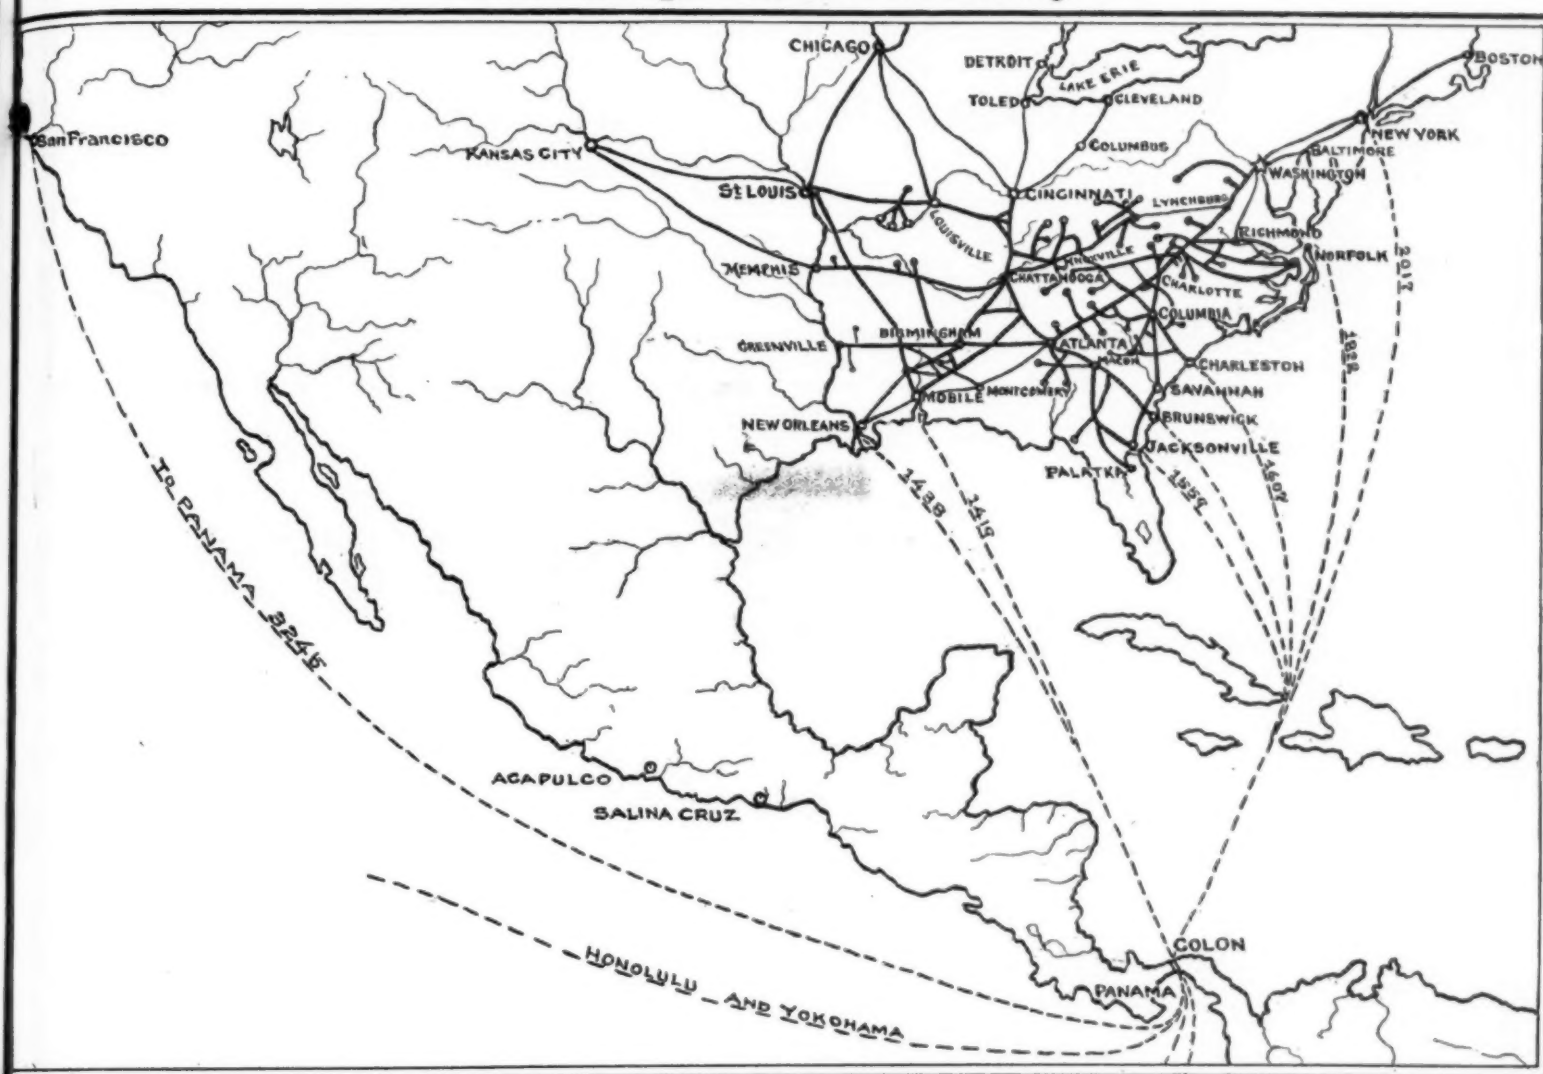 CHICAGO
DETROIT
LAKE ERIE
BOSTON
TOLEDO
CLEVELAND
San Francisco
NEW YORK
KANSAS CITY
COLUMBUS
BALTIMORE
WASHINGTON
St LOUIS
CINCINNATI
LYNCHBURG
LOUISVILLE
RICHMOND
NORFOLK
KNOXVILLE
MEMPHIS
CHATTANOOGA
CHARLOTTE
2017
COLUMBIA
GREENVILLE
BIRMINGHAM
ATLANTA
MACON
1822
CHARLESTON
MOBILE
MONTGOMERY
SAVANNAH
NEW ORLEANS
BRUNSWICK
JACKSONVILLE
PALATKA
1438
1419
1559
1607
To PANAMA 3245
ACAPULCO
SALINA CRUZ
COLON
PANAMA
HONOLULU AND YOKOHAMA